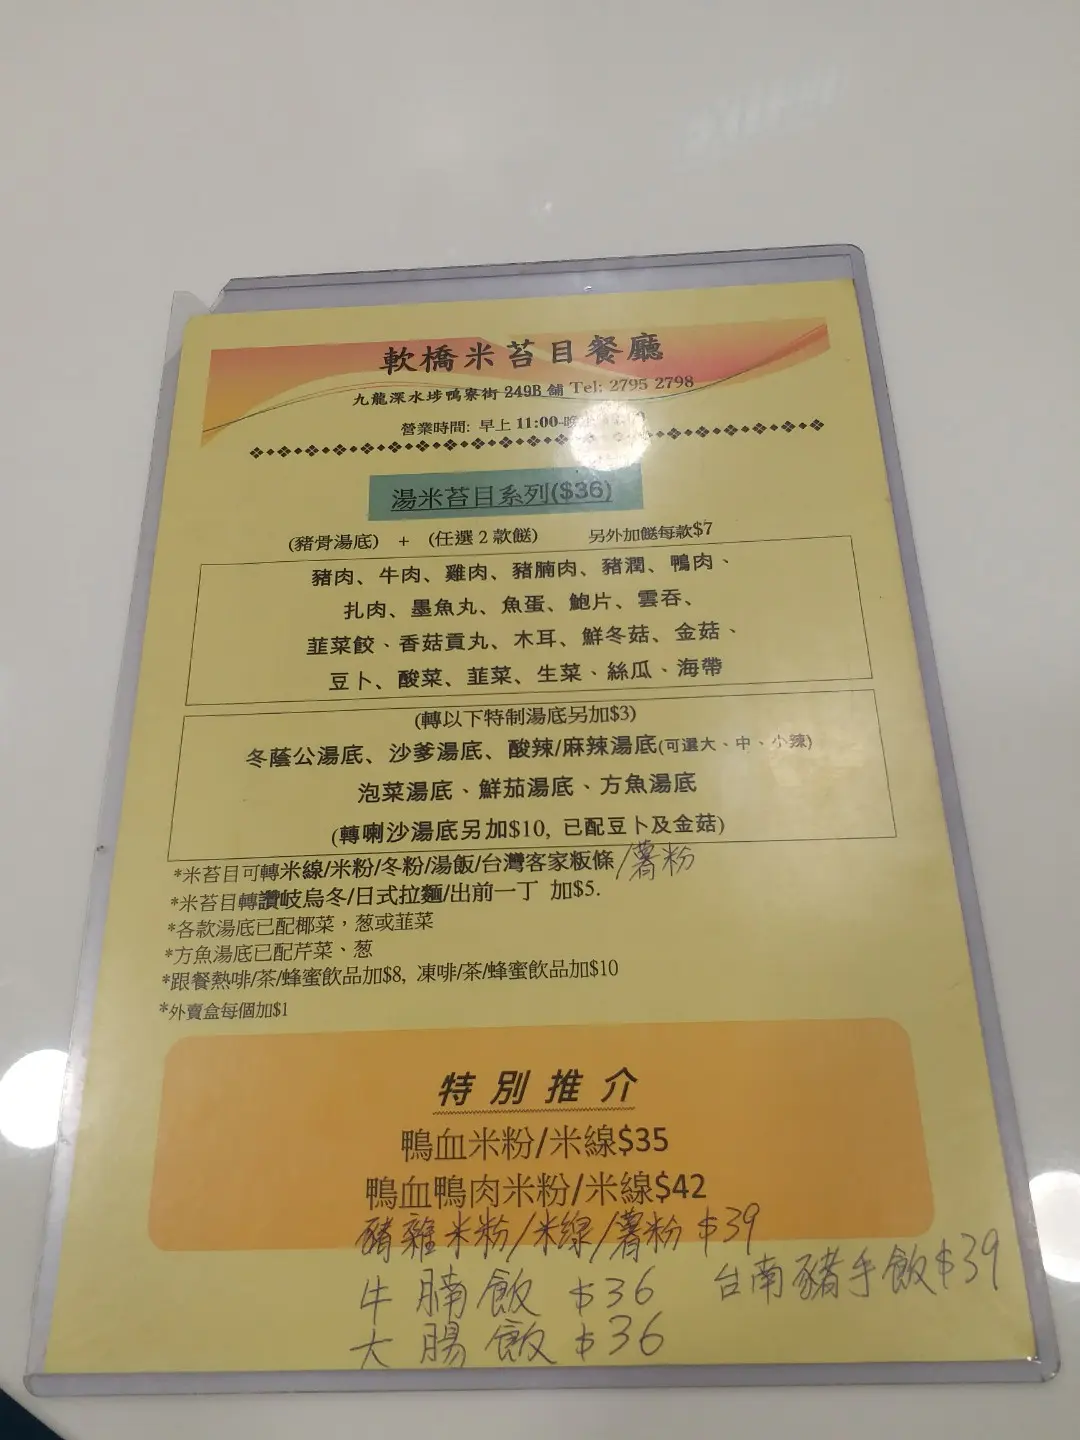 軟橋米苔目餐廳
九龍深水埗鴨寮街 249B 舖 Tel: 2795 2798
營業時間: 早上 11:00-晚
湯米苔目系列($36)
(豬骨湯底) + (任選 2 款餸) 另外加餸每款$7
豬肉、牛肉、雞肉、豬腩肉、豬潤、鴨肉、
扎肉、墨魚丸、魚蛋、鮑片、雲吞、
韮菜餃、香菇貢丸、木耳、鮮冬菇、金菇、
豆卜、酸菜、韮菜、生菜、絲瓜、海帶
(轉以下特制湯底另加$3)
冬蔭公湯底、沙爹湯底、酸辣/麻辣湯底(可選大、中、小辣)
泡菜湯底、鮮茄湯底、方魚湯底
(轉喇沙湯底另加$10, 已配豆卜及金菇)
*米苔目可轉米線/米粉/冬粉/湯飯/台灣客家粄條/薯粉
*米苔目轉讚岐烏冬/日式拉麵/出前一丁 加$5.
*各款湯底已配椰菜，葱或韮菜
*方魚湯底已配芹菜、葱
*跟餐熱啡/茶/蜂蜜飲品加$8, 凍啡/茶/蜂蜜飲品加$10
*外賣盒每個加$1
特別推介
鴨血米粉/米線$35
鴨血鴨肉米粉/米線$42
豬雜米粉/米線/薯粉 $39
牛腩飯 $36 台南豬手飯$39
大腸飯 $36